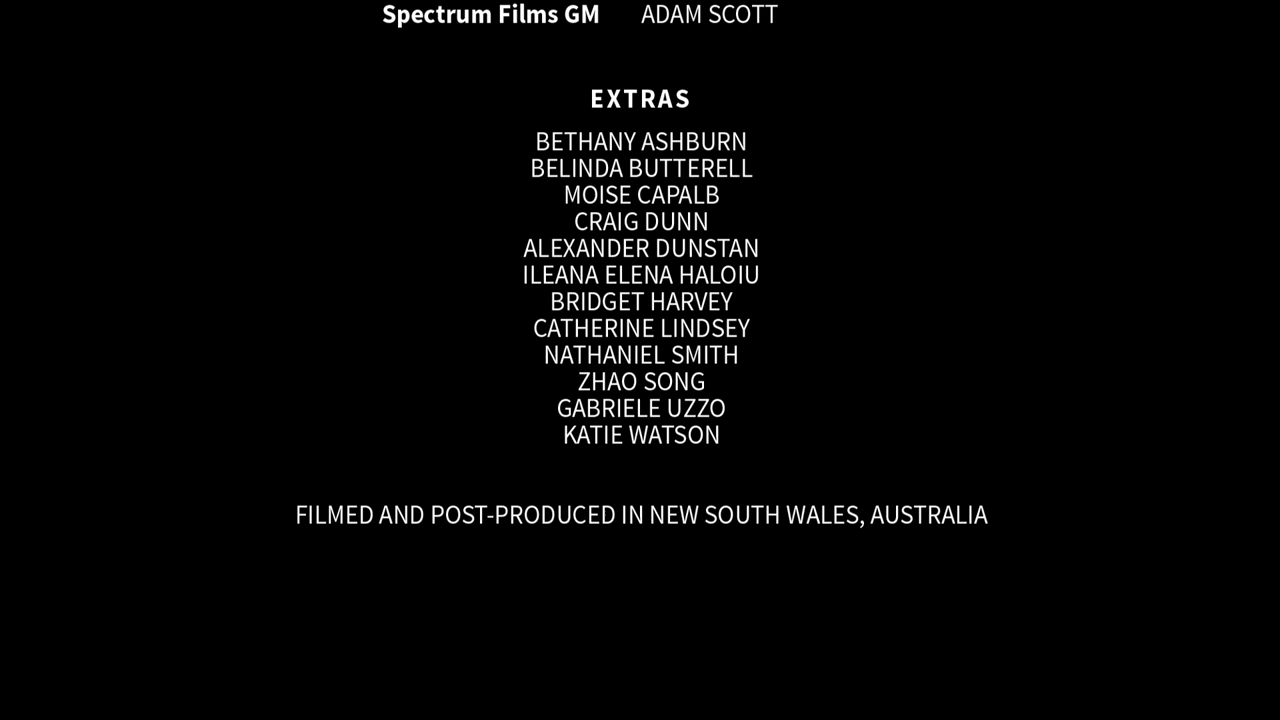 Spectrum Films GM ADAM SCOTT
EXTRAS
BETHANY ASHBURN
BELINDA BUTTERELL
MOISE CAPALB
CRAIG DUNN
ALEXANDER DUNSTAN
ILEANA ELENA HALOIU
BRIDGET HARVEY
CATHERINE LINDSEY
NATHANIEL SMITH
ZHAO SONG
GABRIELE UZZO
KATIE WATSON
FILMED AND POST-PRODUCED IN NEW SOUTH WALES, AUSTRALIA